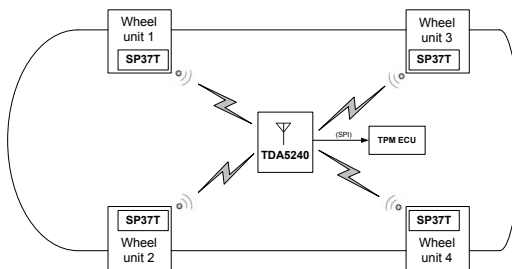 Wheel
unit 1
SP37T
Wheel
unit 3
SP37T
TDA5240
(SPI)
TPM ECU
SP37T
Wheel
unit 2
SP37T
Wheel
unit 4